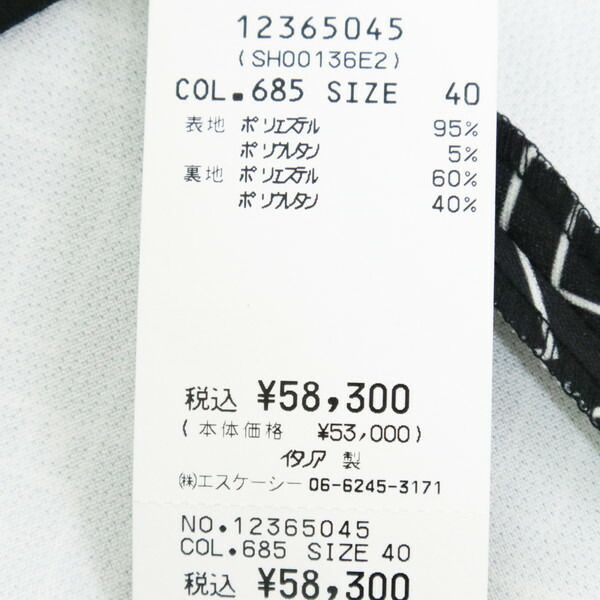 12365045
(SH00136E2)
COL.685 SIZE 40
表地 ポリエステル 95%
ポリウレタン 5%
裏地 ポリエステル 60%
ポリウレタン 40%
税込 ¥58,300
(本体価格 ¥53,000)
イタリア 製
㈱エスケーシー 06-6245-3171
NO.12365045
COL.685 SIZE 40
税込 ¥58,300